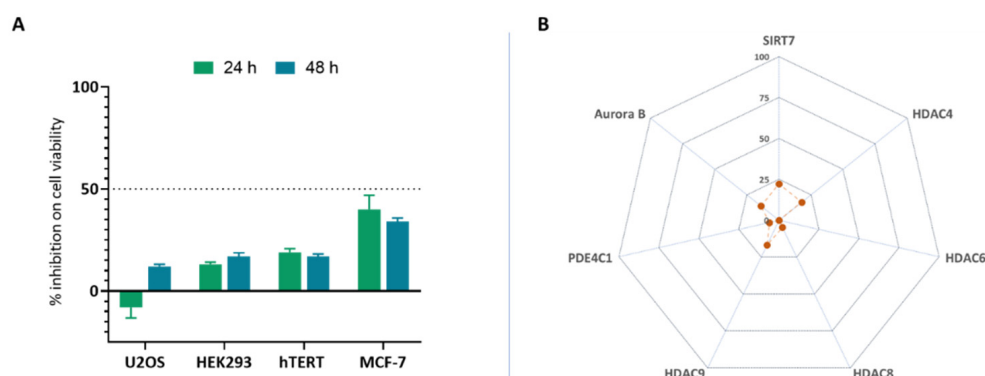 A
24 h 48 h
% inhibition on cell viability
100
50
0
U2OS HEK293 hTERT MCF-7
B
SIRT7
100
75
50
25
0
HDAC4
HDAC6
HDAC8
HDAC9
PDE4C1
Aurora B